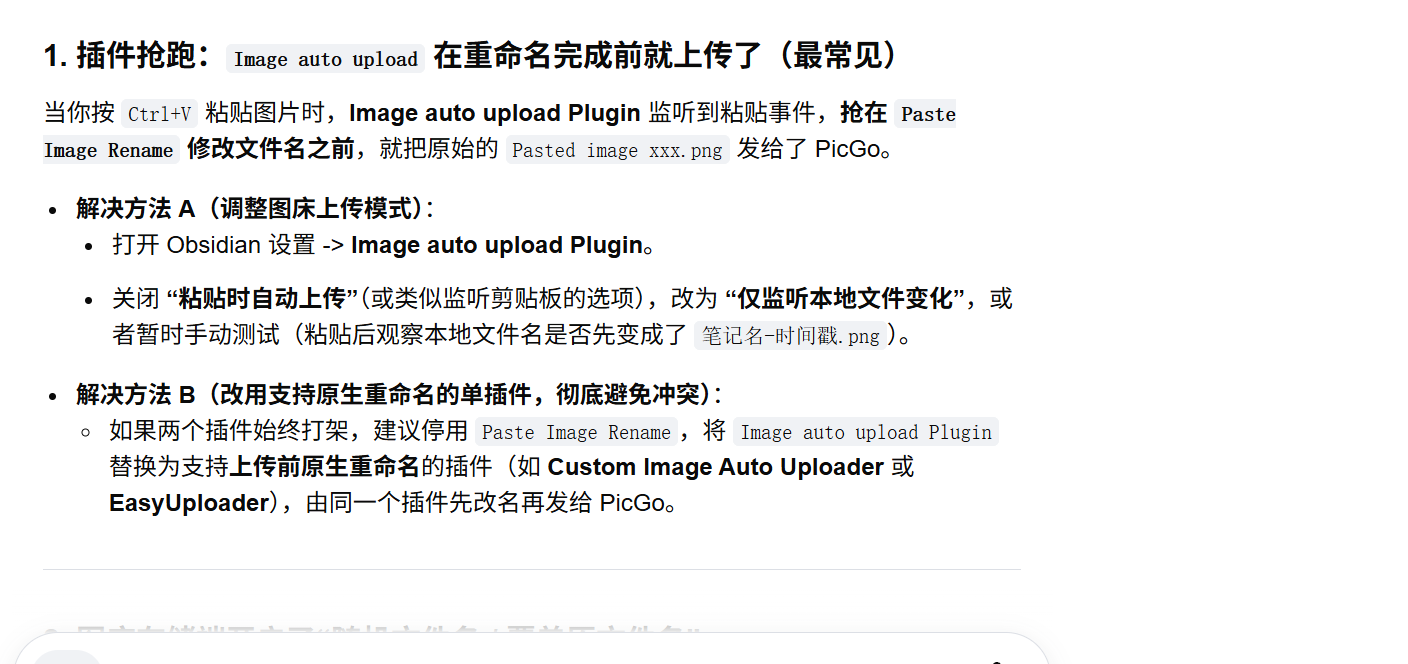 1. 插件抢跑：Image auto upload 在重命名完成前就上传了（最常见）
当你按 Ctrl+V 粘贴图片时，Image auto upload Plugin 监听到粘贴事件，抢在 Paste
Image Rename 修改文件名之前，就把原始的 Pasted image xxx.png 发给了 PicGo。
• 解决方法 A（调整图床上传模式）：
• 打开 Obsidian 设置 -> Image auto upload Plugin。
• 关闭 “粘贴时自动上传”（或类似监听剪贴板的选项），改为 “仅监听本地文件变化”，或
者暂时手动测试（粘贴后观察本地文件名是否先变成了 笔记名-时间戳.png）。
• 解决方法 B（改用支持原生重命名的单插件，彻底避免冲突）：
○ 如果两个插件始终打架，建议停用 Paste Image Rename，将 Image auto upload Plugin
替换为支持上传前原生重命名的插件（如 Custom Image Auto Uploader 或
EasyUploader），由同一个插件先改名再发给 PicGo。